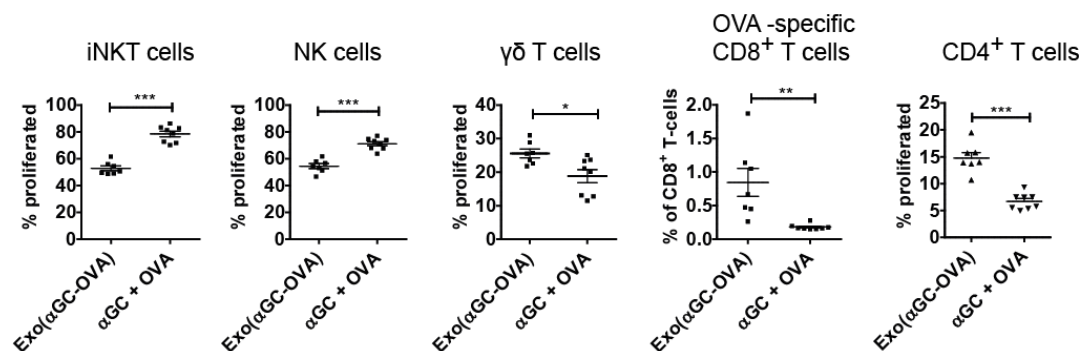 iNKT cells
% proliferated
100
80
60
40
20
0
***
Exo(αGC-OVA)
αGC + OVA
NK cells
% proliferated
100
80
60
40
20
0
***
Exo(αGC-OVA)
αGC + OVA
γδ T cells
% proliferated
40
30
20
10
0
*
Exo(αGC-OVA)
αGC + OVA
OVA -specific
CD8⁺ T cells
% of CD8⁺ T-cells
2.0
1.5
1.0
0.5
0.0
**
Exo(αGC-OVA)
αGC + OVA
CD4⁺ T cells
% proliferated
25
20
15
10
5
0
***
Exo(αGC-OVA)
αGC + OVA